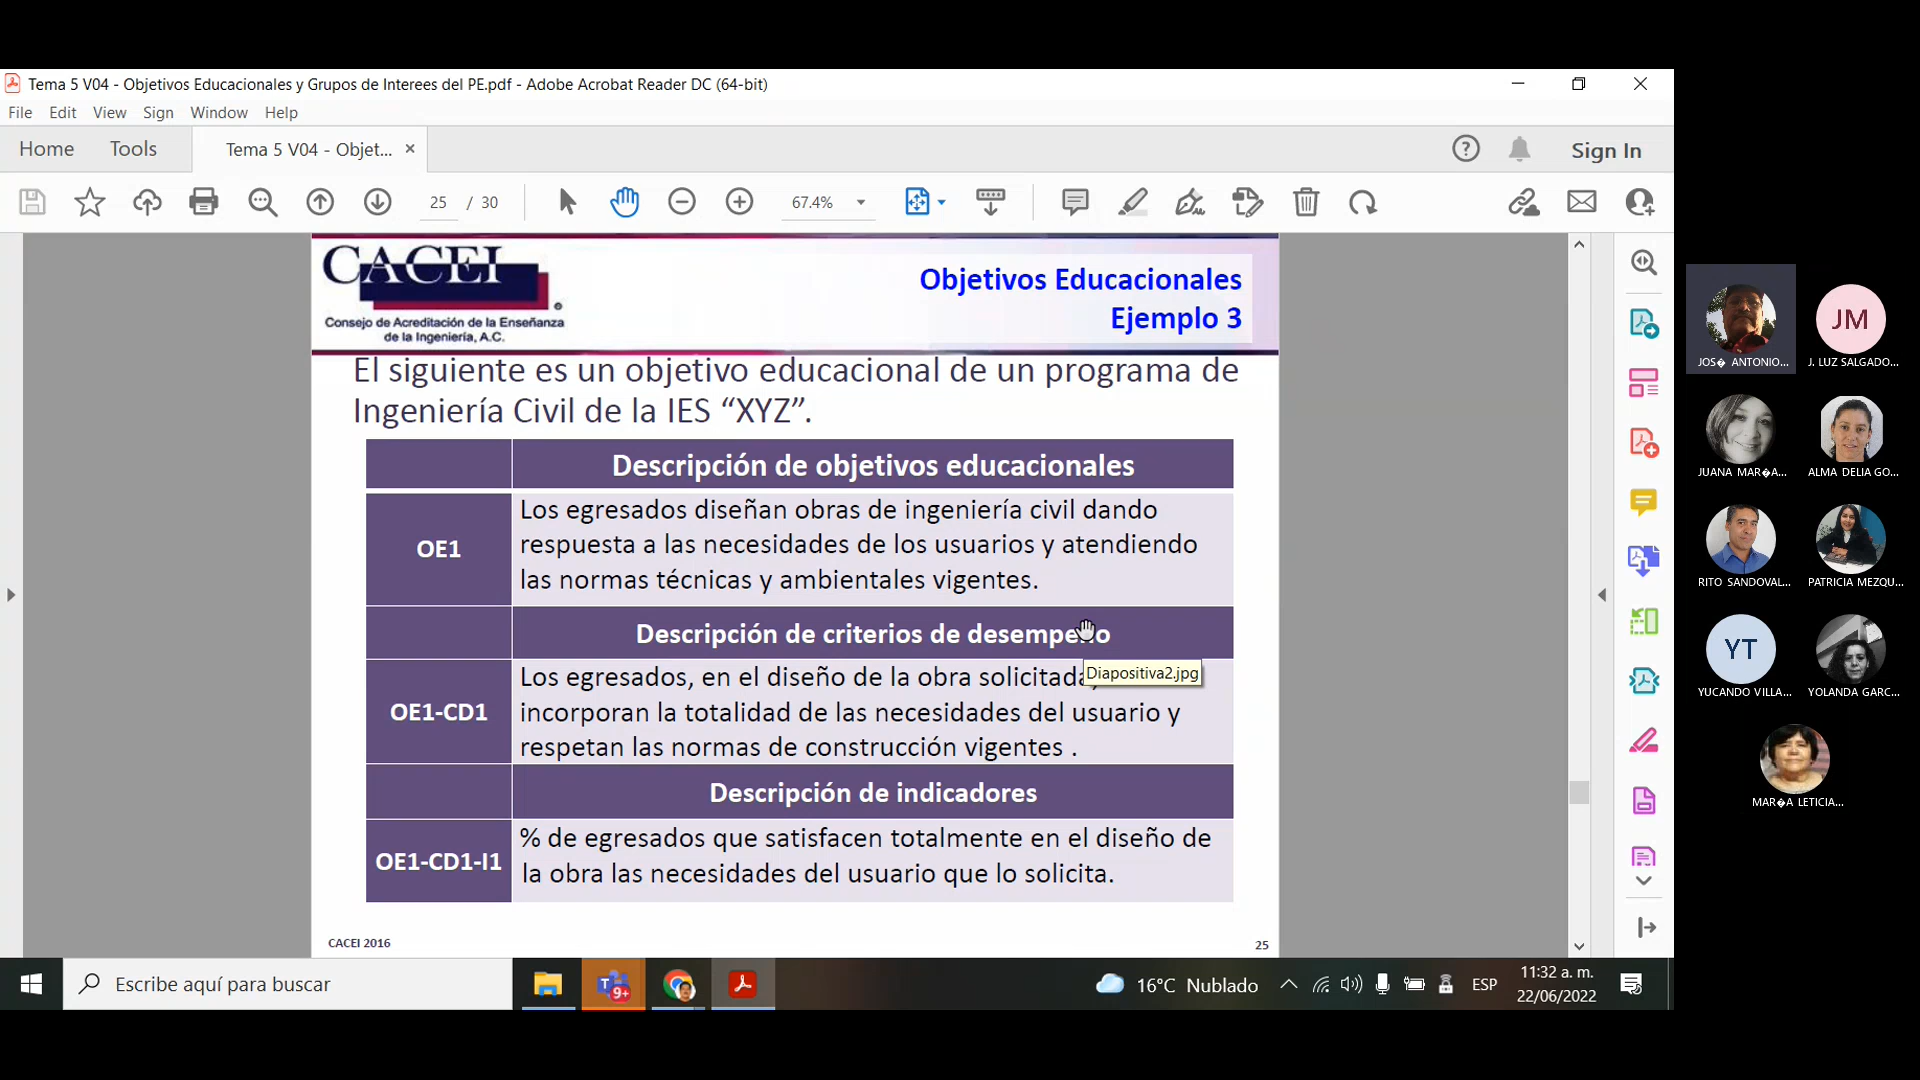 Tema 5 V04 - Objetivos Educacionales y Grupos de Interees del PE.pdf - Adobe Acrobat Reader DC (64-bit)
File Edit View Sign Window Help
Home Tools Tema 5 V04 - Objet... × Sign In
25 / 30 67.4%
CACEI
Consejo de Acreditación de la Enseñanza
de la Ingeniería, A.C.
Objetivos Educacionales
Ejemplo 3
El siguiente es un objetivo educacional de un programa de
Ingeniería Civil de la IES “XYZ”.
Descripción de objetivos educacionales
OE1
Los egresados diseñan obras de ingeniería civil dando
respuesta a las necesidades de los usuarios y atendiendo
las normas técnicas y ambientales vigentes.
Descripción de criterios de desempeño
Diapositiva2.jpg
OE1-CD1
Los egresados, en el diseño de la obra solicitada,
incorporan la totalidad de las necesidades del usuario y
respetan las normas de construcción vigentes .
Descripción de indicadores
OE1-CD1-I1
% de egresados que satisfacen totalmente en el diseño de
la obra las necesidades del usuario que lo solicita.
CACEI 2016
25
JOS� ANTONIO...
JM
J. LUZ SALGADO...
JUANA MAR�A...
ALMA DELIA GO...
RITO SANDOVAL...
PATRICIA MEZQU...
YT
YUCANDO VILLA...
YOLANDA GARC...
MAR�A LETICIA...
Escribe aquí para buscar
9+
16°C Nublado
ESP
11:32 a. m.
22/06/2022